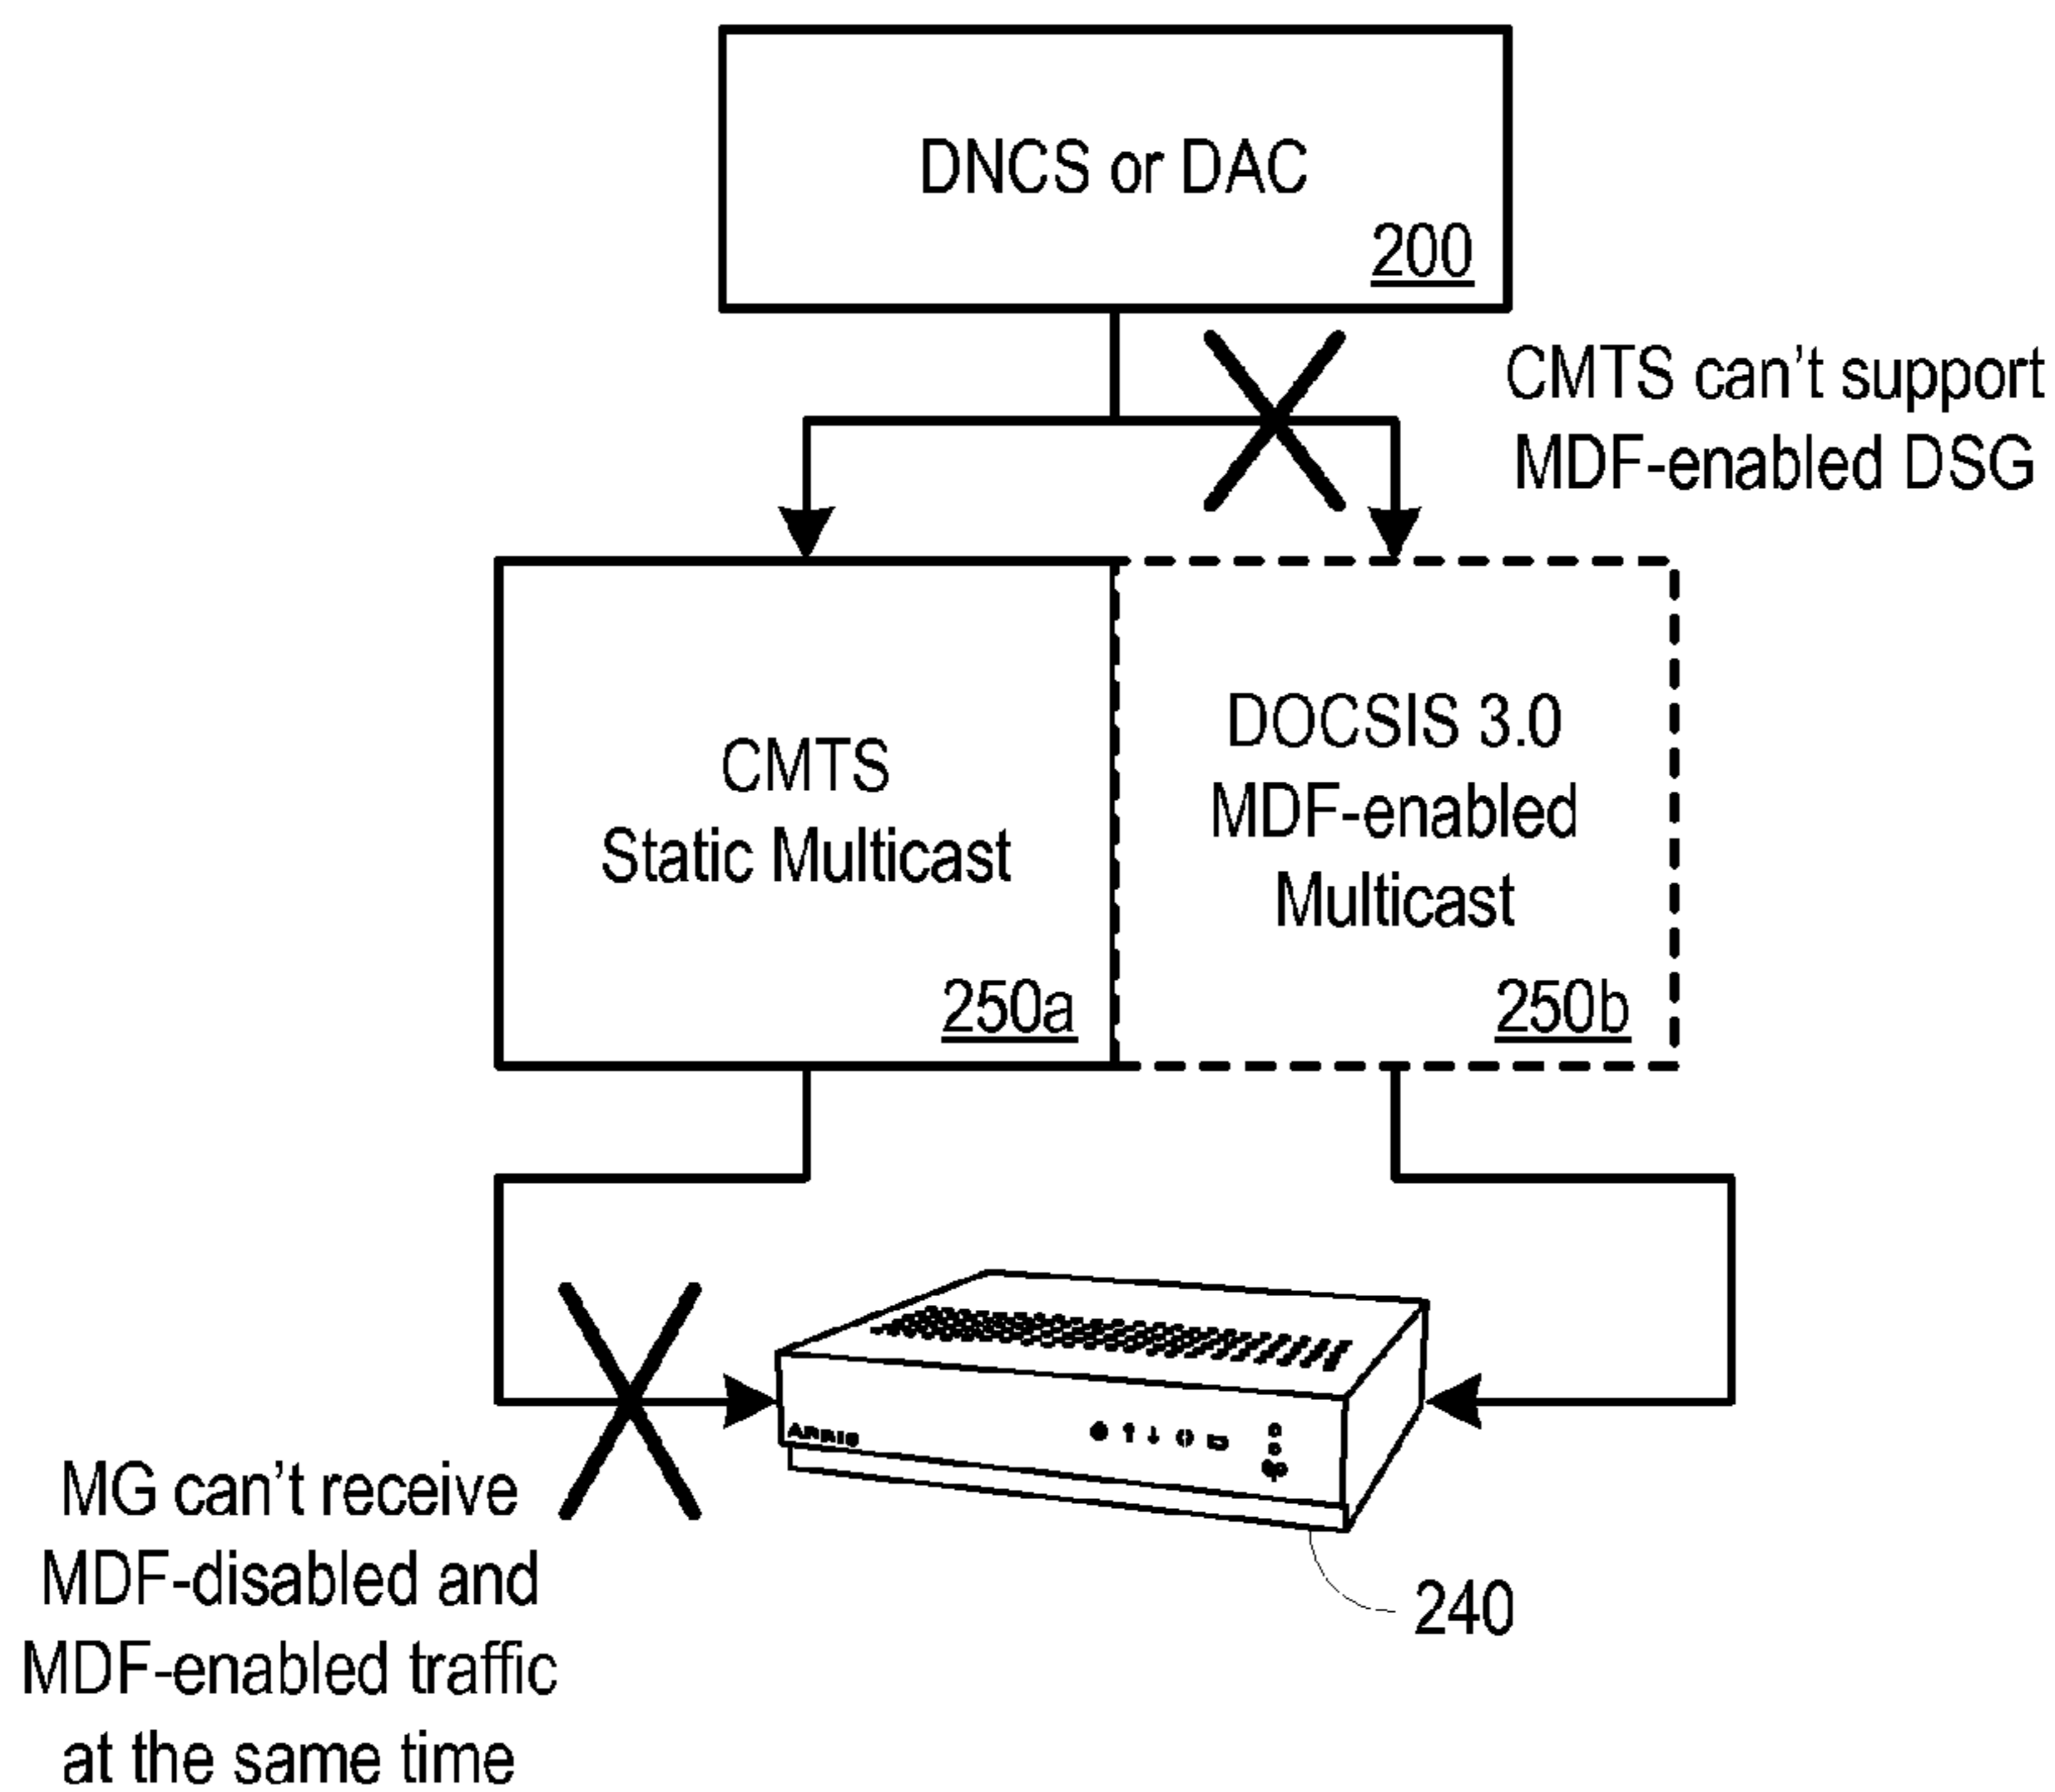 DNCS or DAC
200
CMTS can't support
MDF-enabled DSG
CMTS
Static Multicast
250a
DOCSIS 3.0
MDF-enabled
Multicast
250b
ARRIS
MG can't receive
MDF-disabled and
MDF-enabled traffic
at the same time
240